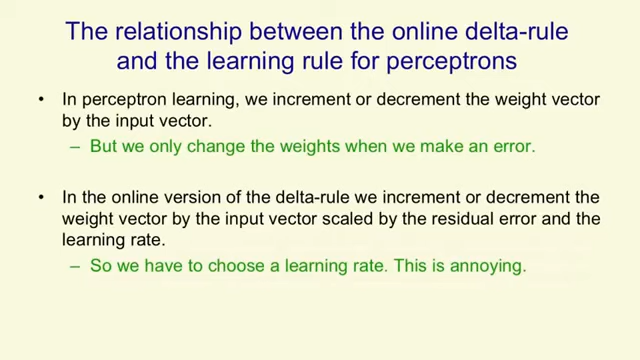 The relationship between the online delta-rule
and the learning rule for perceptrons
• In perceptron learning, we increment or decrement the weight vector
by the input vector.
– But we only change the weights when we make an error.
• In the online version of the delta-rule we increment or decrement the
weight vector by the input vector scaled by the residual error and the
learning rate.
– So we have to choose a learning rate. This is annoying.